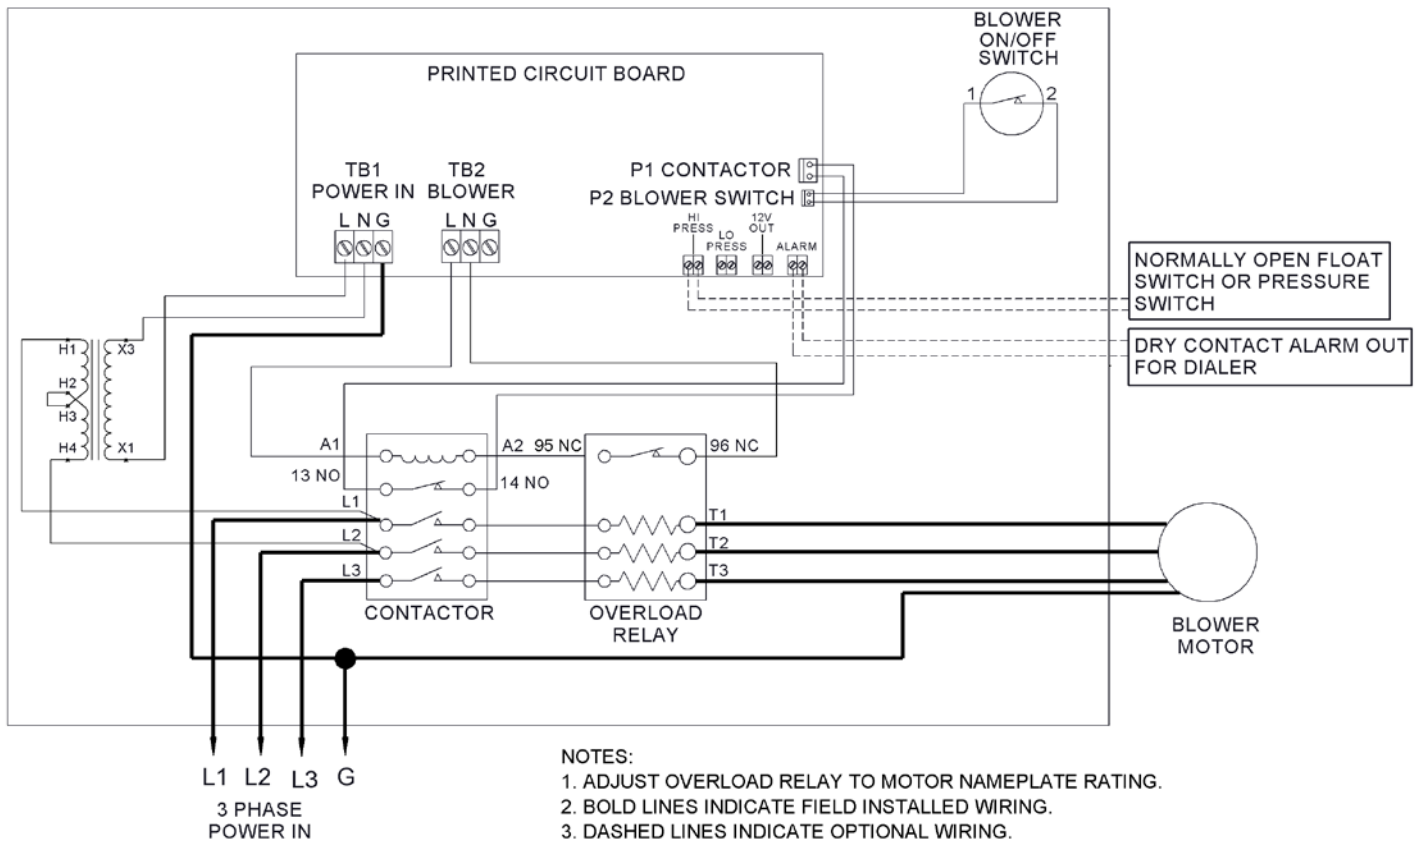 BLOWER
ON/OFF
SWITCH
1
2
PRINTED CIRCUIT BOARD
TB1
POWER IN
L N G
TB2
BLOWER
L N G
P1 CONTACTOR
P2 BLOWER SWITCH
HI
PRESS
LO
PRESS
12V
OUT
ALARM
NORMALLY OPEN FLOAT
SWITCH OR PRESSURE
SWITCH
DRY CONTACT ALARM OUT
FOR DIALER
H1
X3
H2
H3
H4
X1
A1
A2
95 NC
96 NC
13 NO
14 NO
L1
L2
L3
T1
T2
T3
CONTACTOR
OVERLOAD
RELAY
BLOWER
MOTOR
L1 L2 L3 G
3 PHASE
POWER IN
NOTES:
1. ADJUST OVERLOAD RELAY TO MOTOR NAMEPLATE RATING.
2. BOLD LINES INDICATE FIELD INSTALLED WIRING.
3. DASHED LINES INDICATE OPTIONAL WIRING.